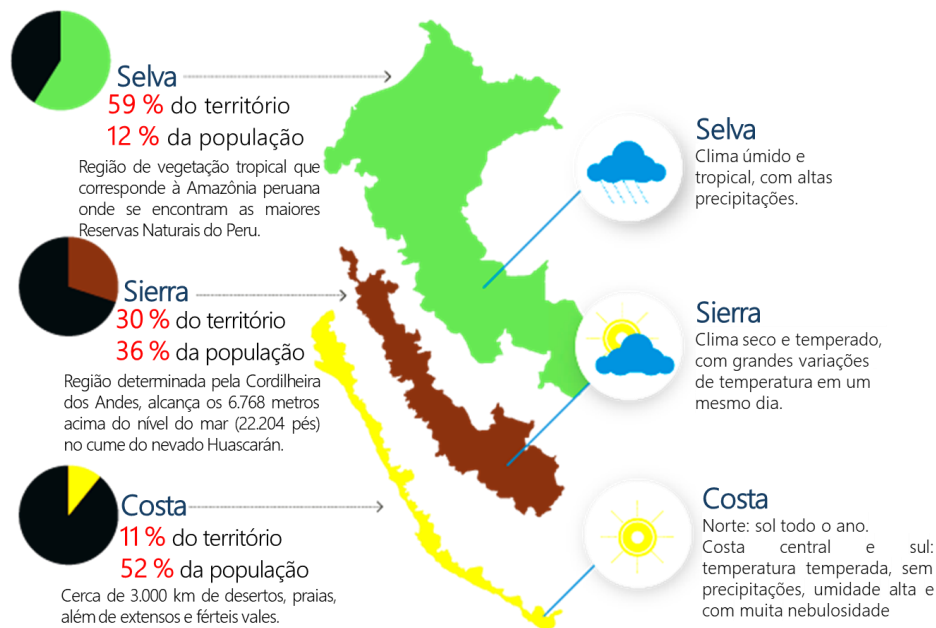 Selva
59 % do território
12 % da população
Região de vegetação tropical que
corresponde à Amazônia peruana
onde se encontram as maiores
Reservas Naturais do Peru.
Sierra
30 % do território
36 % da população
Região determinada pela Cordilheira
dos Andes, alcança os 6.768 metros
acima do nível do mar (22.204 pés)
no cume do nevado Huascarán.
Costa
11 % do território
52 % da população
Cerca de 3.000 km de desertos, praias,
além de extensos e férteis vales.
Selva
Clima úmido e
tropical, com altas
precipitações.
Sierra
Clima seco e temperado,
com grandes variações
de temperatura em um
mesmo dia.
Costa
Norte: sol todo o ano.
Costa central e sul:
temperatura temperada, sem
precipitações, umidade alta e
com muita nebulosidade